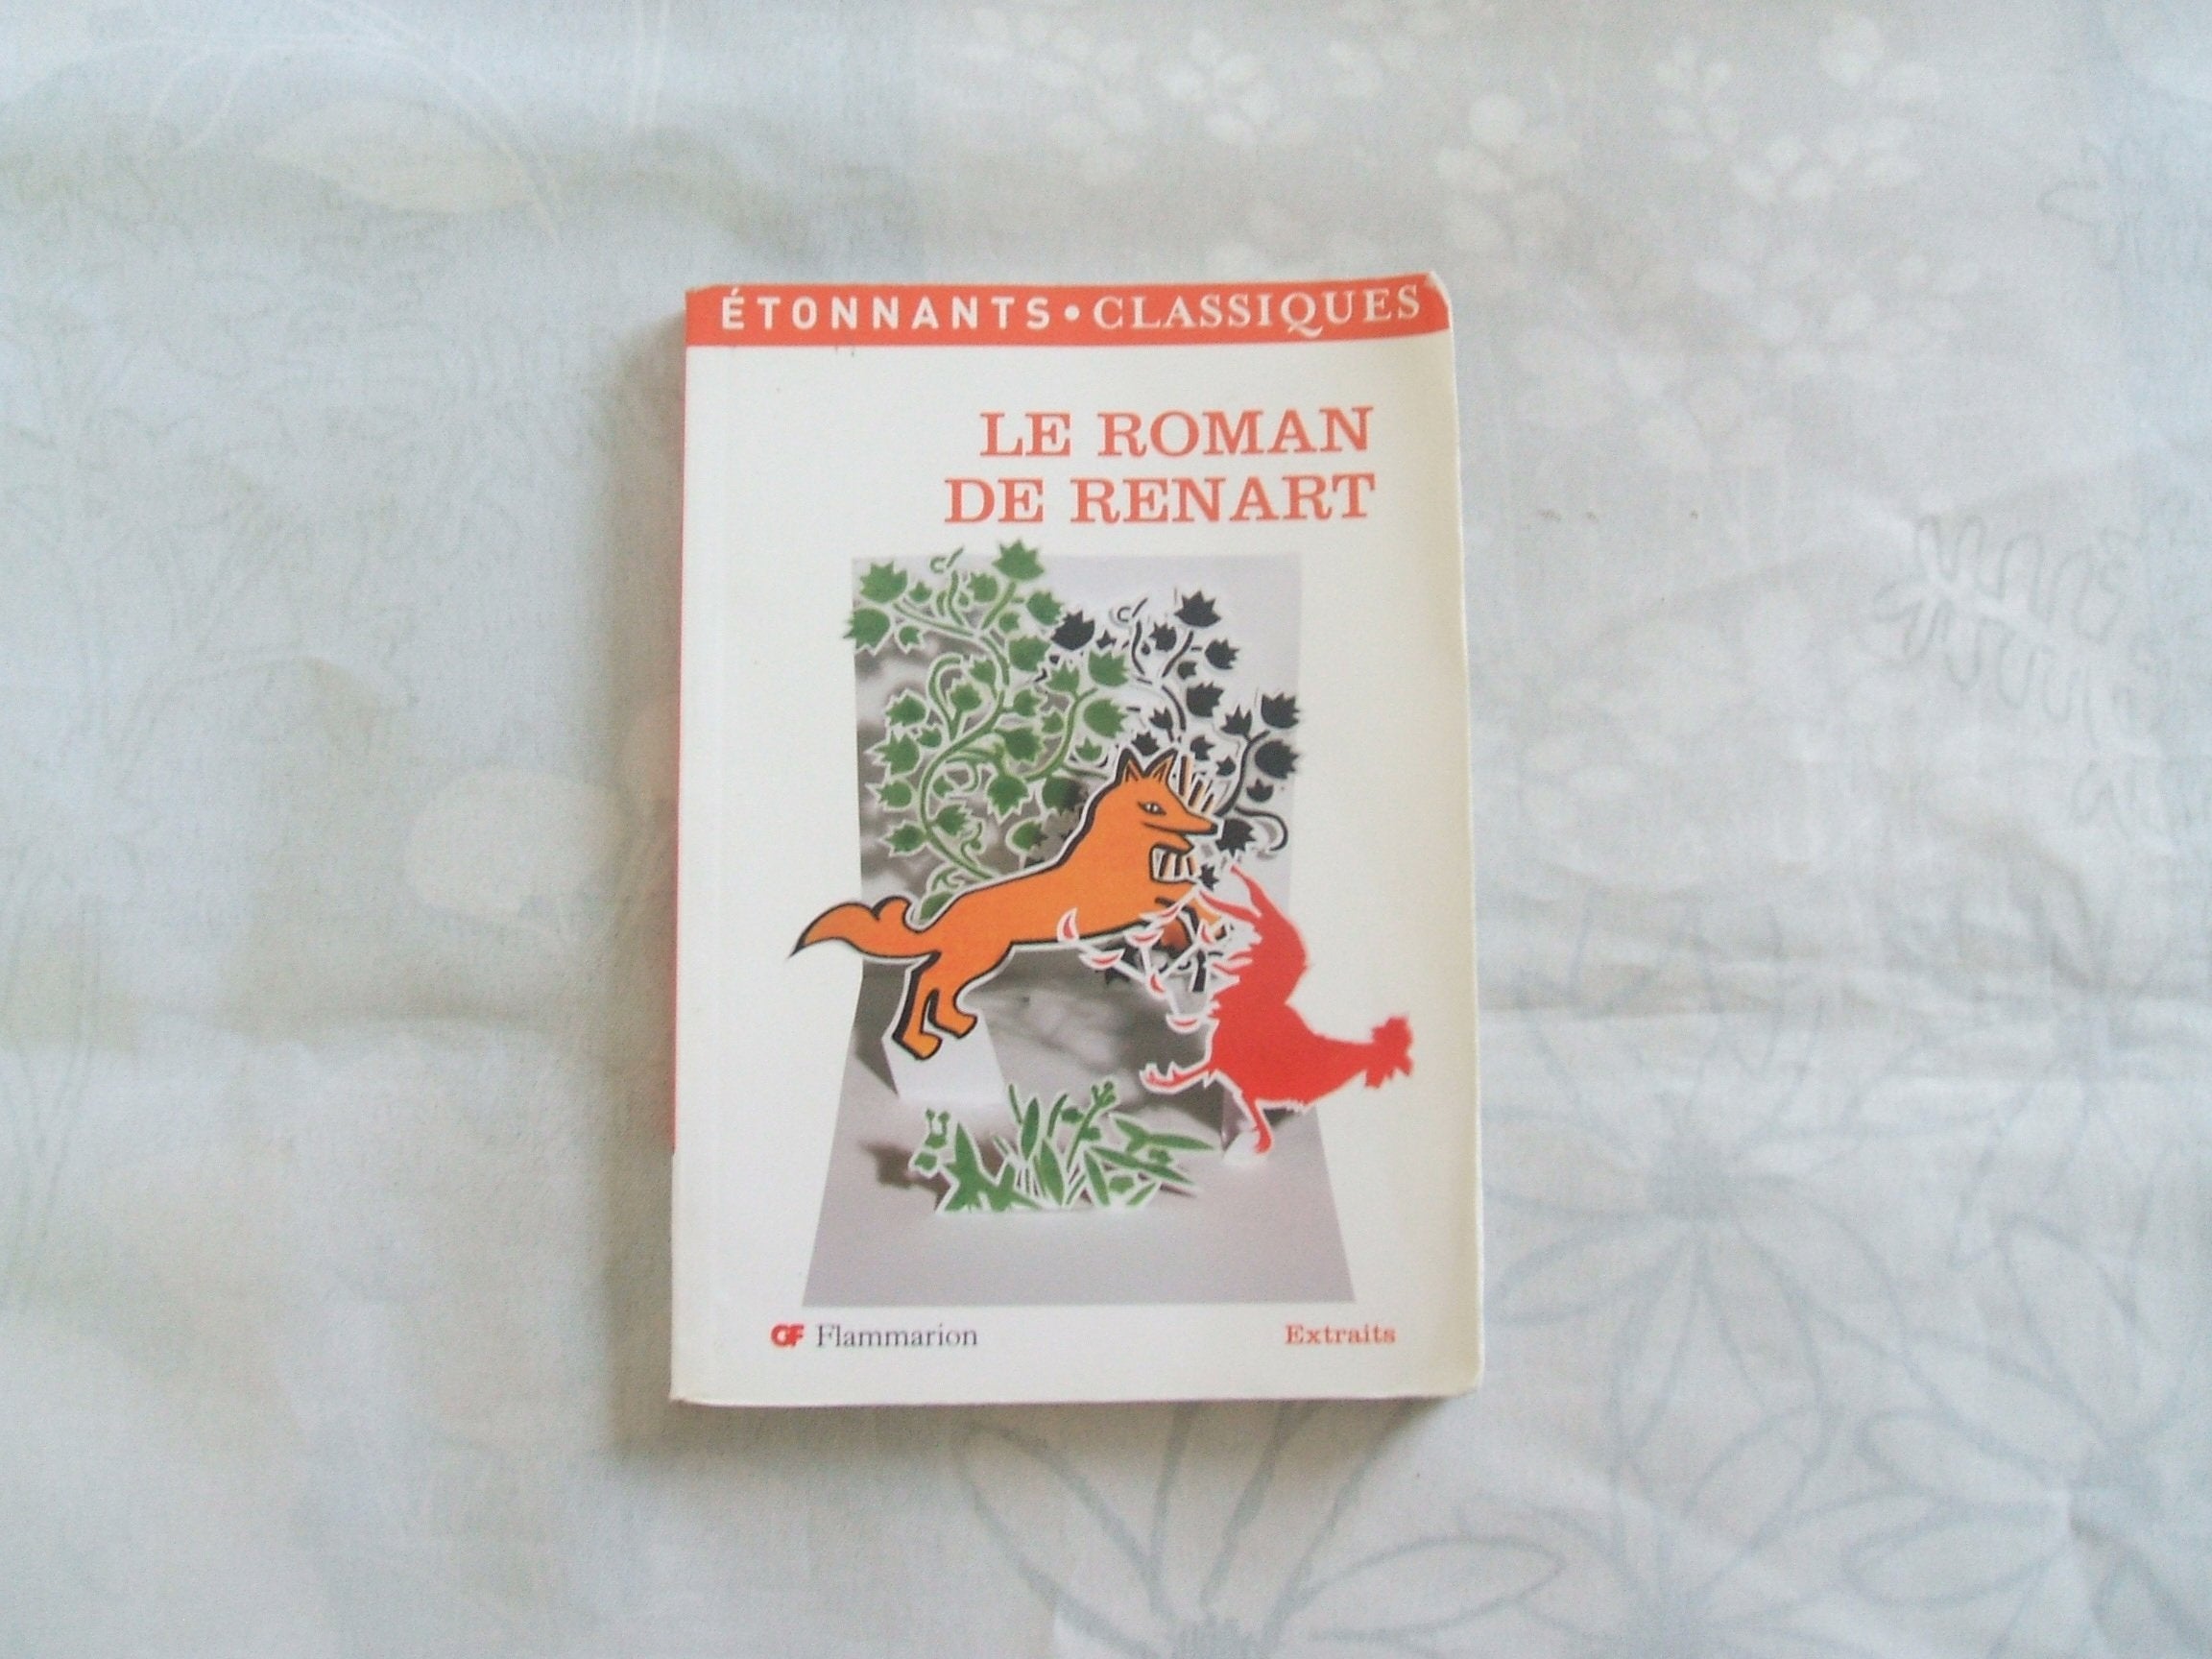 ÉTONNANTS • CLASSIQUES
LE ROMAN
DE RENART
GF Flammarion
Extraits